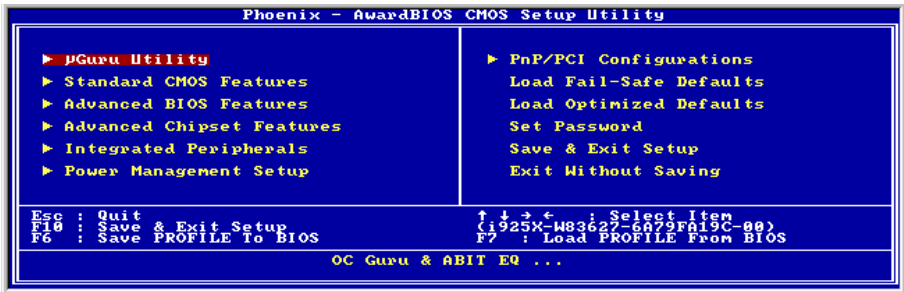 Phoenix - AwardBIOS CMOS Setup Utility
► µGuru Utility
► Standard CMOS Features
► Advanced BIOS Features
► Advanced Chipset Features
► Integrated Peripherals
► Power Management Setup
► PnP/PCI Configurations
Load Fail-Safe Defaults
Load Optimized Defaults
Set Password
Save & Exit Setup
Exit Without Saving
Esc : Quit
F10 : Save & Exit Setup
F6 : Save PROFILE To BIOS
↑ ↓ → ← : Select Item
(i925X-W83627-6A79FA19C-00)
F7 : Load PROFILE From BIOS
OC Guru & ABIT EQ ...